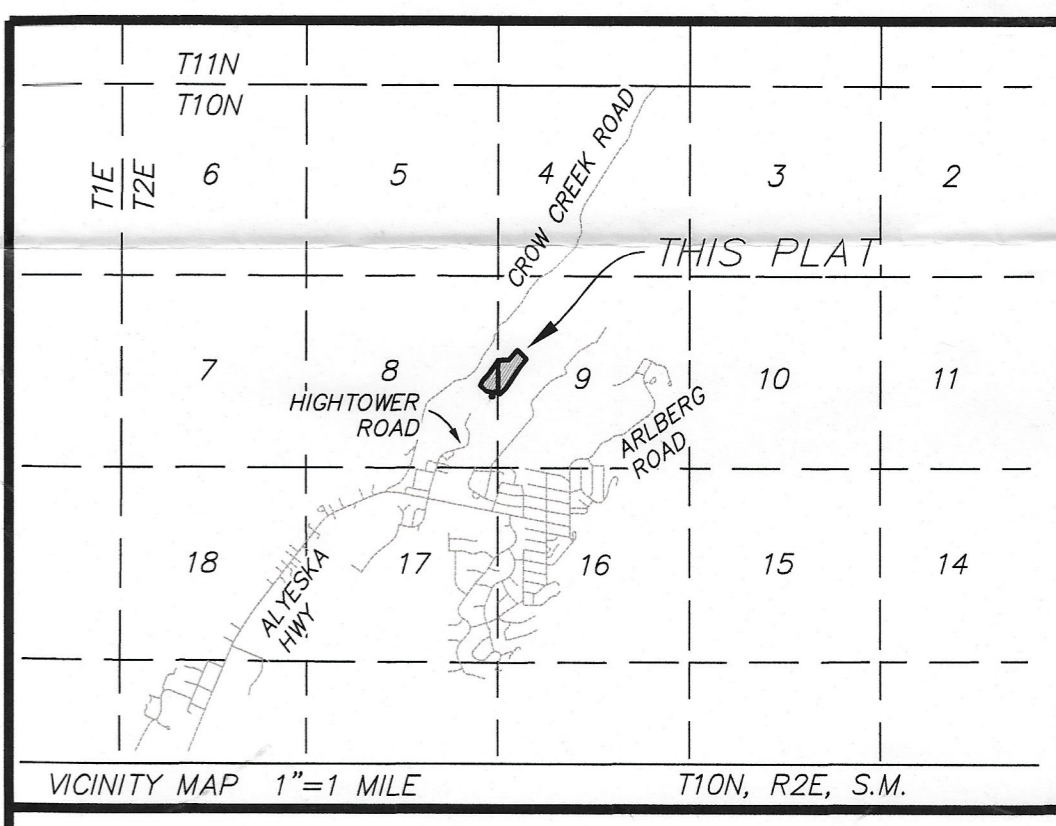 T11N
T10N
T1E
T2E
6
5
4
3
2
CROW CREEK ROAD
THIS PLAT
7
8
9
10
11
HIGHTOWER
ROAD
ARLBERG
ROAD
18
17
16
15
14
ALYESKA
HWY
VICINITY MAP 1"=1 MILE
T10N, R2E, S.M.